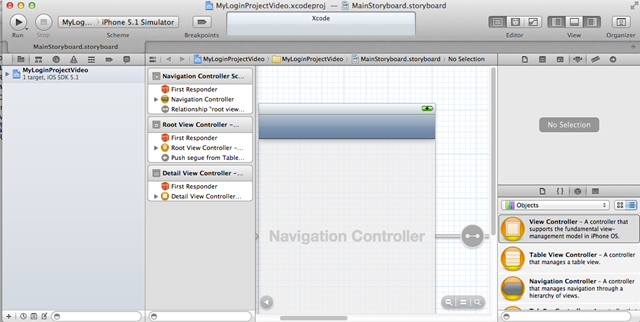 MyLoginProjectVideo.xcodeproj — MainStoryboard.storyboard
MyLog... iPhone 5.1 Simulator
Xcode
Run Stop Scheme Breakpoints Editor View Organizer
MainStoryboard.storyboard
MyLoginProjectVideo MyLoginProjectVideo MainStoryboard.storyboard No Selection
MyLoginProjectVideo
1 target, iOS SDK 5.1
Navigation Controller Sc...
First Responder
Navigation Controller
Relationship "root view...
Root View Controller –...
First Responder
Root View Controller -...
Push segue from Table...
Detail View Controller –...
First Responder
Detail View Controller...
Navigation Controller
No Selection
Objects
View Controller - A controller that
supports the fundamental view-
management model in iPhone OS.
Table View Controller - A controller
that manages a table view.
Navigation Controller - A controller
that manages navigation through a
hierarchy of views.